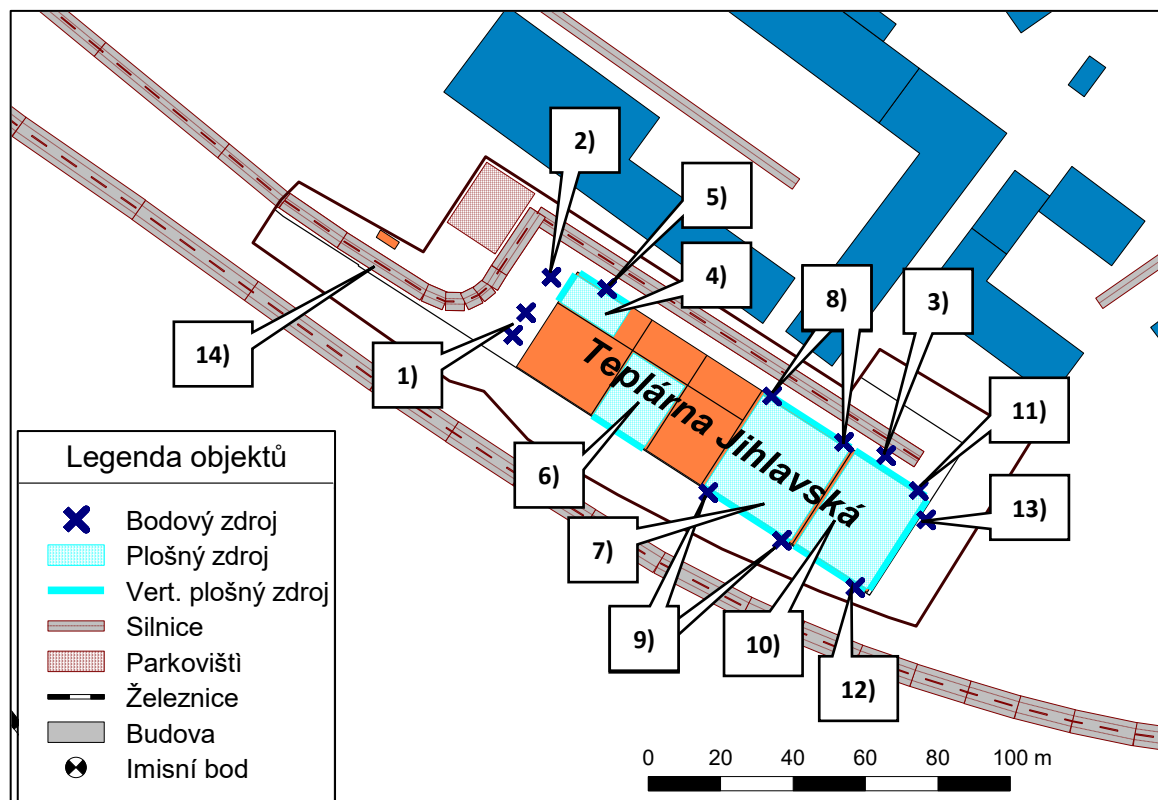 2)
5)
4)
8)
3)
14)
1)
11)
Teplárna Jihlavská
6)
13)
7)
9)
10)
12)
Legenda objektů
Bodový zdroj
Plošný zdroj
Vert. plošný zdroj
Silnice
Parkovištì
Železnice
Budova
Imisní bod
0 20 40 60 80 100 m